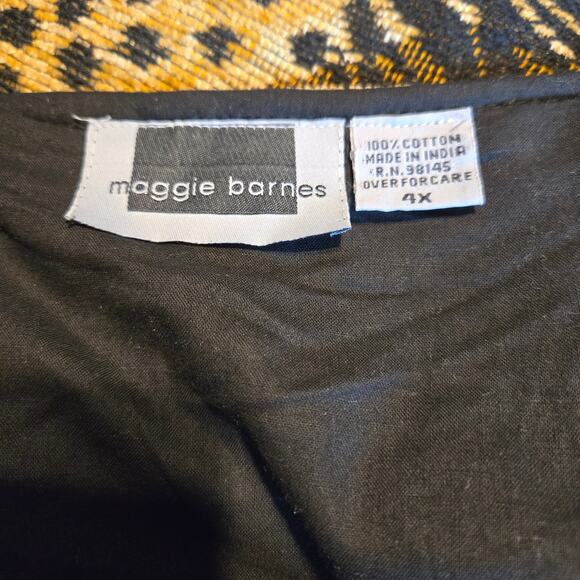 maggie barnes
100% COTTON
MADE IN INDIA
R.N. 98145
OVER FOR CARE
4X